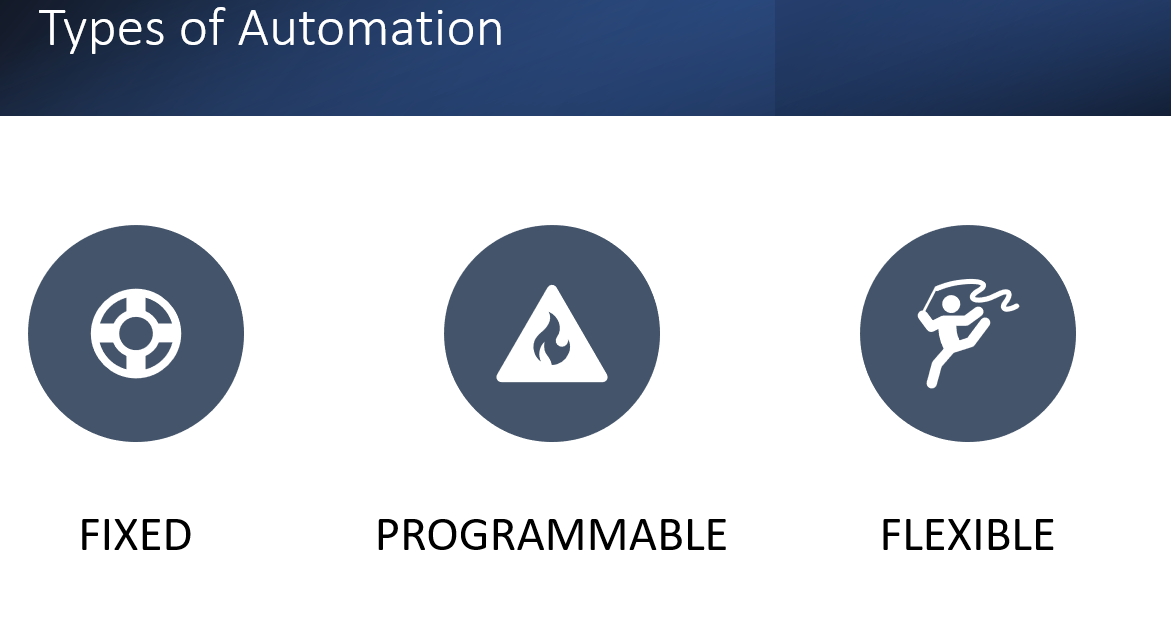 Types of Automation
FIXED
PROGRAMMABLE
FLEXIBLE